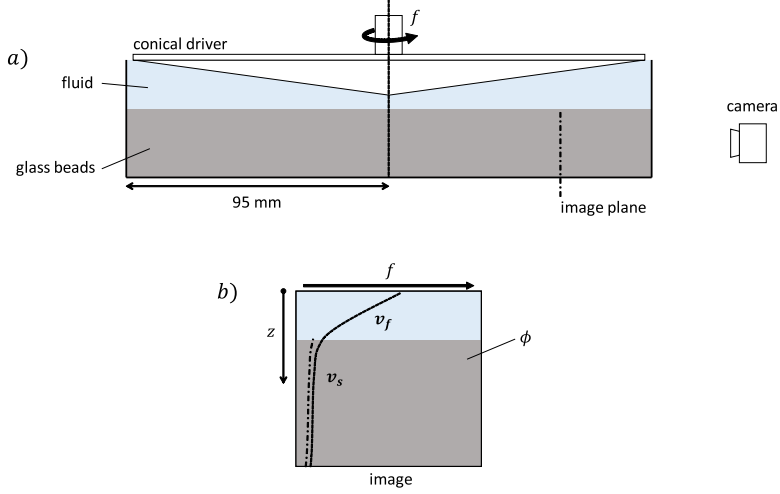 f
a)
conical driver
fluid
camera
glass beads
95 mm
image plane
f
b)
z
v_f
ϕ
v_s
image